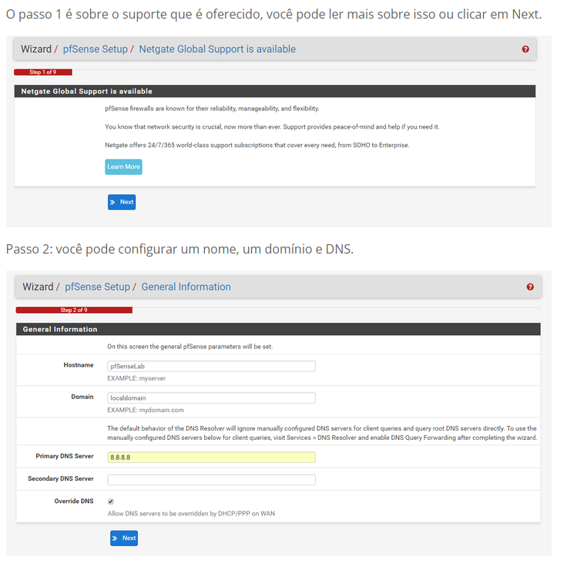 O passo 1 é sobre o suporte que é oferecido, você pode ler mais sobre isso ou clicar em Next.
Wizard / pfSense Setup / Netgate Global Support is available
Step 1 of 9
Netgate Global Support is available
pfSense firewalls are known for their reliability, manageability, and flexibility.
You know that network security is crucial, now more than ever. Support provides peace-of-mind and help if you need it.
Netgate offers 24/7/365 world-class support subscriptions that cover every need, from SOHO to Enterprise.
Learn More
» Next
Passo 2: você pode configurar um nome, um domínio e DNS.
Wizard / pfSense Setup / General Information
Step 2 of 9
General Information
On this screen the general pfSense parameters will be set.
Hostname pfSenseLab
EXAMPLE: myserver
Domain localdomain
EXAMPLE: mydomain.com
The default behavior of the DNS Resolver will ignore manually configured DNS servers for client queries and query root DNS servers directly. To use the
manually configured DNS servers below for client queries, visit Services > DNS Resolver and enable DNS Query Forwarding after completing the wizard.
Primary DNS Server 8.8.8.8
Secondary DNS Server
Override DNS
Allow DNS servers to be overridden by DHCP/PPP on WAN
» Next